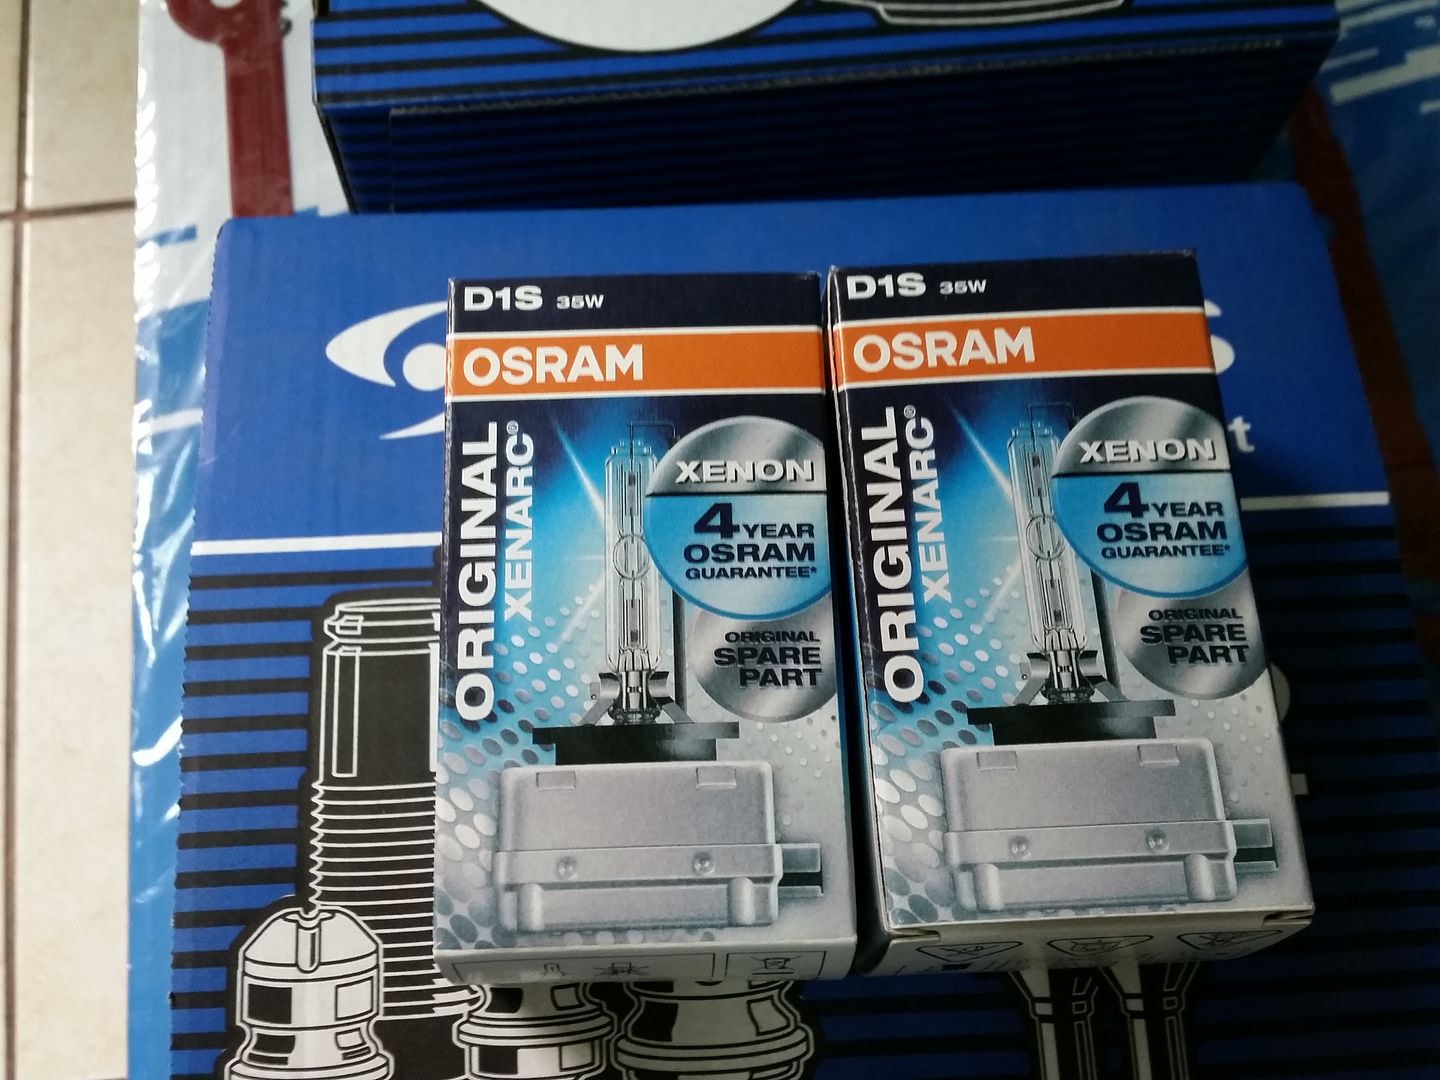 D1S 35W
OSRAM
ORIGINAL
XENARC®
XENON
4 YEAR
OSRAM
GUARANTEE*
ORIGINAL
SPARE
PART
D1S 35W
OSRAM
ORIGINAL
XENARC®
XENON
4 YEAR
OSRAM
GUARANTEE*
ORIGINAL
SPARE
PART